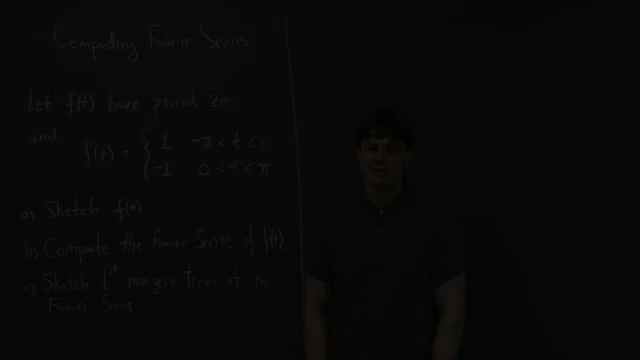 Computing Fourier Series
Let f(t) have period 2π
and
f(t) = { 1 -π < t < 0
-1 0 < t < π
a) Sketch f(t)
b) Compute the Fourier Series of f(t).
c) Sketch 1st nonzero term of the
Fourier Series